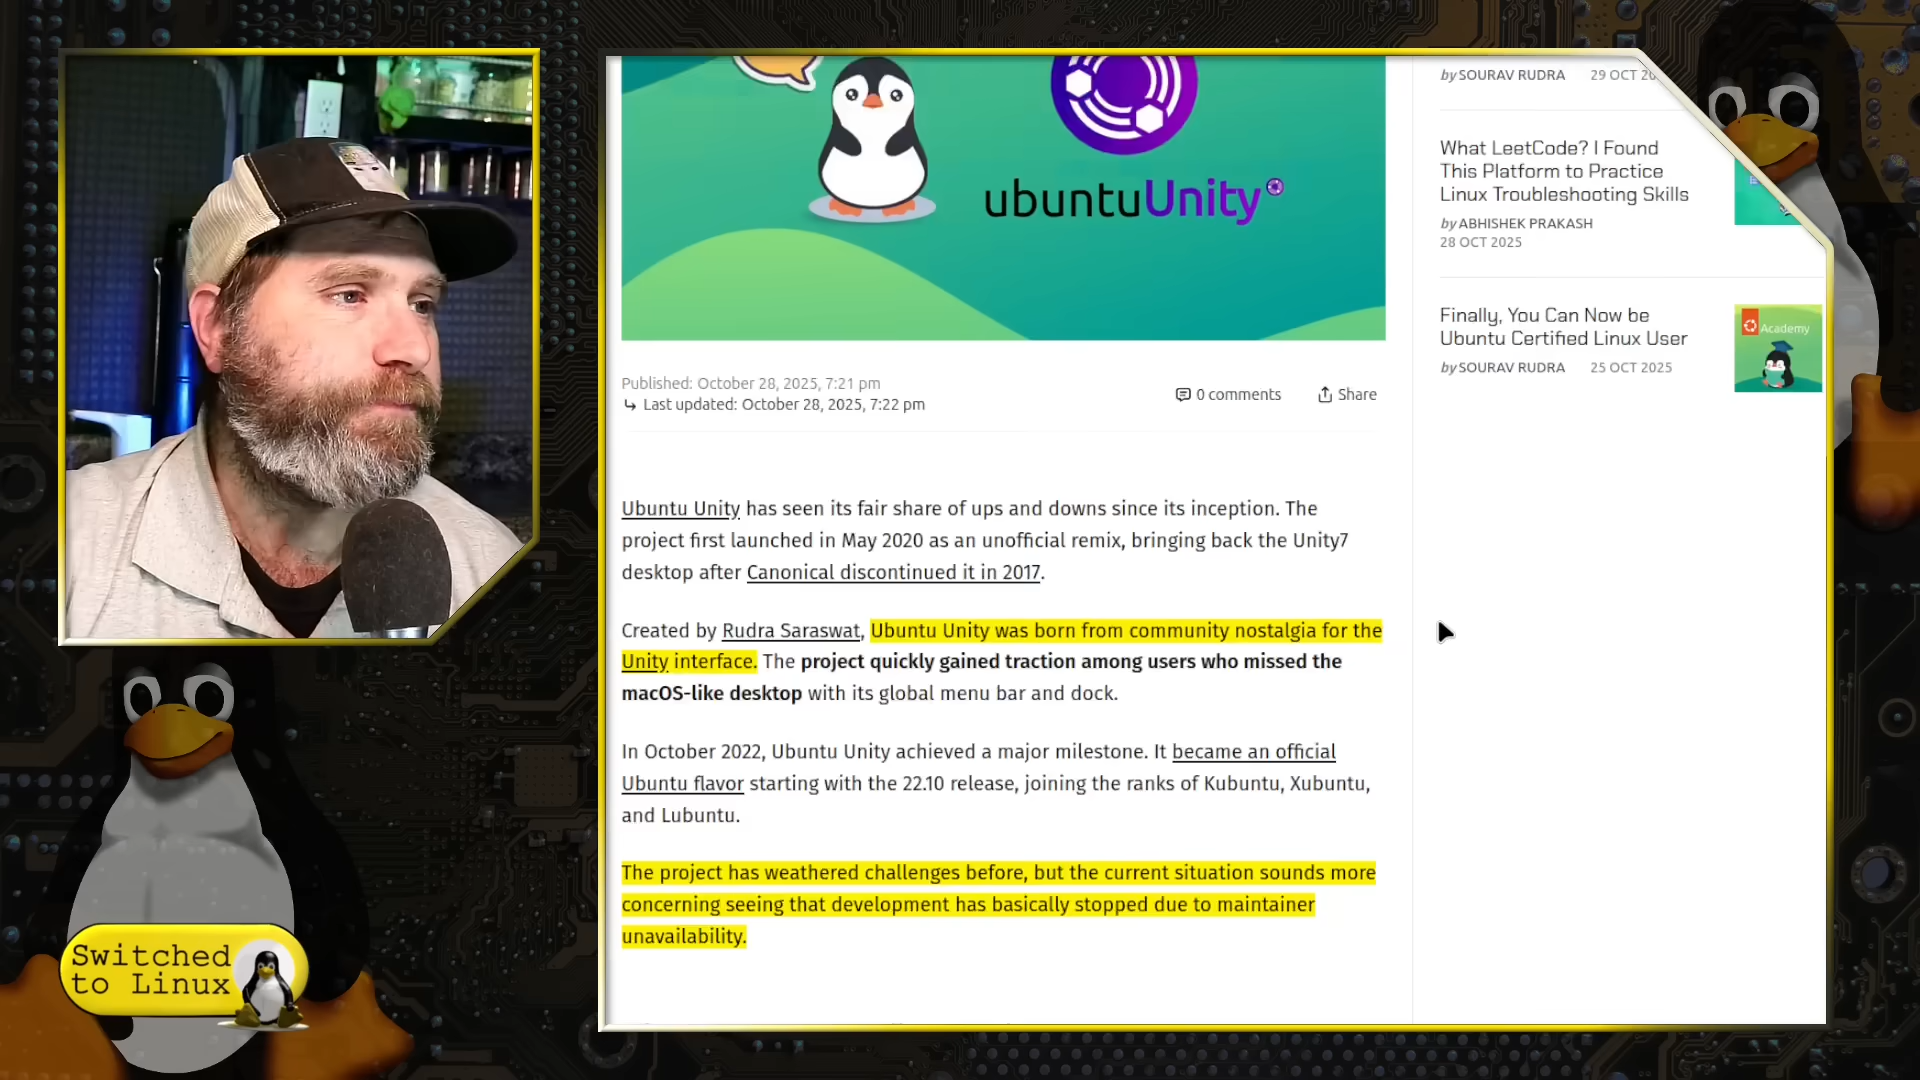 ubuntuUnity
Published: October 28, 2025, 7:21 pm
Last updated: October 28, 2025, 7:22 pm
0 comments
Share
Ubuntu Unity has seen its fair share of ups and downs since its inception. The
project first launched in May 2020 as an unofficial remix, bringing back the Unity7
desktop after Canonical discontinued it in 2017.
Created by Rudra Saraswat, Ubuntu Unity was born from community nostalgia for the
Unity interface. The project quickly gained traction among users who missed the
macOS-like desktop with its global menu bar and dock.
In October 2022, Ubuntu Unity achieved a major milestone. It became an official
Ubuntu flavor starting with the 22.10 release, joining the ranks of Kubuntu, Xubuntu,
and Lubuntu.
The project has weathered challenges before, but the current situation sounds more
concerning seeing that development has basically stopped due to maintainer
unavailability.
by SOURAV RUDRA
29 OCT
What LeetCode? I Found
This Platform to Practice
Linux Troubleshooting Skills
by ABHISHEK PRAKASH
28 OCT 2025
Finally, You Can Now be
Ubuntu Certified Linux User
by SOURAV RUDRA
25 OCT 2025
Academy
Switched
to Linux